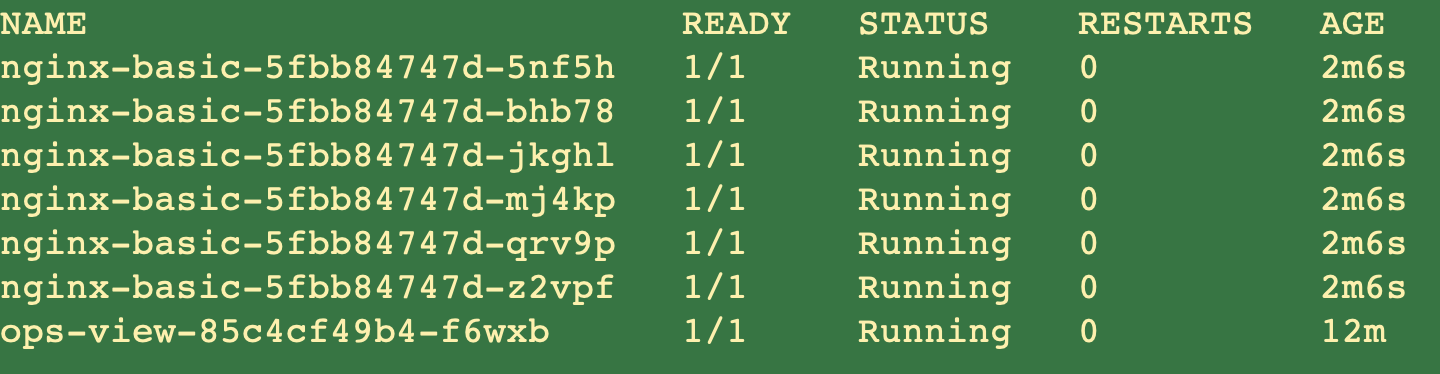 NAME READY STATUS RESTARTS AGE
nginx-basic-5fbb84747d-5nf5h 1/1 Running 0 2m6s
nginx-basic-5fbb84747d-bhb78 1/1 Running 0 2m6s
nginx-basic-5fbb84747d-jkghl 1/1 Running 0 2m6s
nginx-basic-5fbb84747d-mj4kp 1/1 Running 0 2m6s
nginx-basic-5fbb84747d-qrv9p 1/1 Running 0 2m6s
nginx-basic-5fbb84747d-z2vpf 1/1 Running 0 2m6s
ops-view-85c4cf49b4-f6wxb 1/1 Running 0 12m